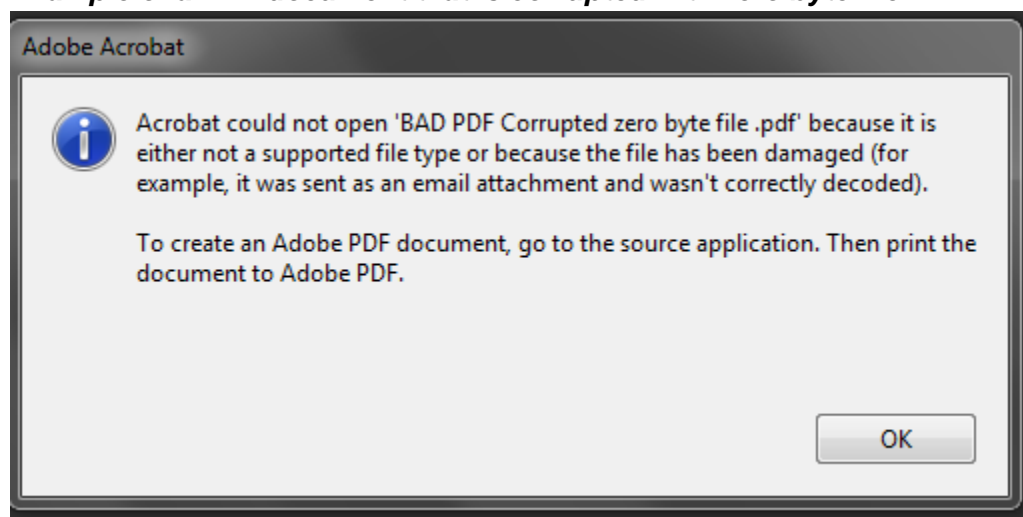 Adobe Acrobat
Acrobat could not open 'BAD PDF Corrupted zero byte file .pdf' because it is
either not a supported file type or because the file has been damaged (for
example, it was sent as an email attachment and wasn't correctly decoded).
To create an Adobe PDF document, go to the source application. Then print the
document to Adobe PDF.
OK